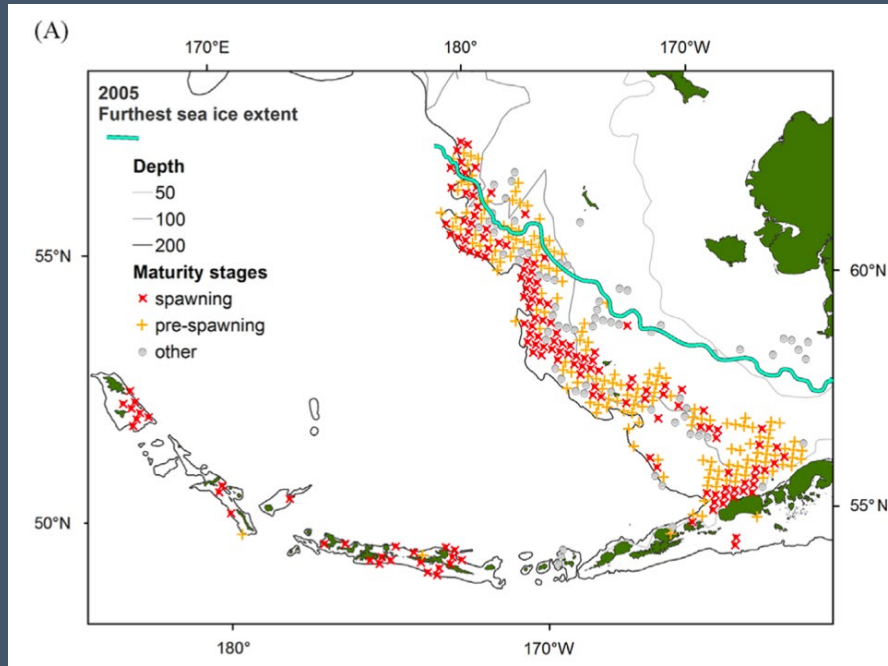 (A)
170°E 180° 170°W
2005
Furthest sea ice extent
Depth
50
100
200
Maturity stages
spawning
pre-spawning
other
55°N 60°N
50°N 55°N
180° 170°W